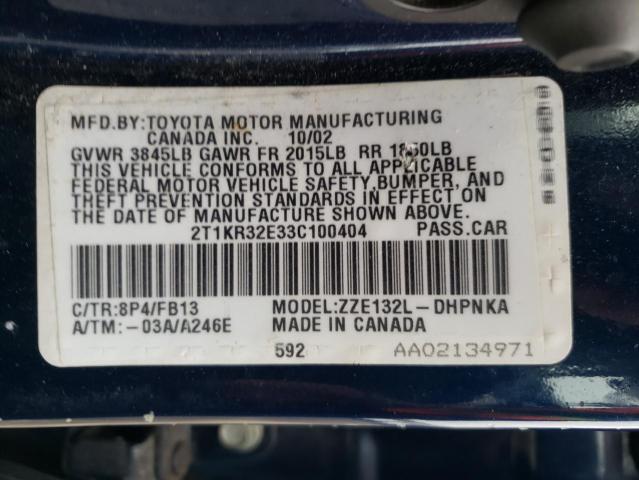 MFD.BY:TOYOTA MOTOR MANUFACTURING
CANADA INC. 10/02
GVWR 3845LB GAWR FR 2015LB RR LB
THIS VEHICLE CONFORMS TO ALL APPLICABLE
FEDERAL MOTOR VEHICLE SAFETY,BUMPER, AND
THEFT PREVENTION STANDARDS IN EFFECT ON
THE DATE OF MANUFACTURE SHOWN ABOVE.
2T1KR32E33C100404 PASS.CAR
C/TR:8P4/FB13 MODEL:ZZE132L-DHPNKA
A/TM:-03A/A246E MADE IN CANADA
592 AA02134971